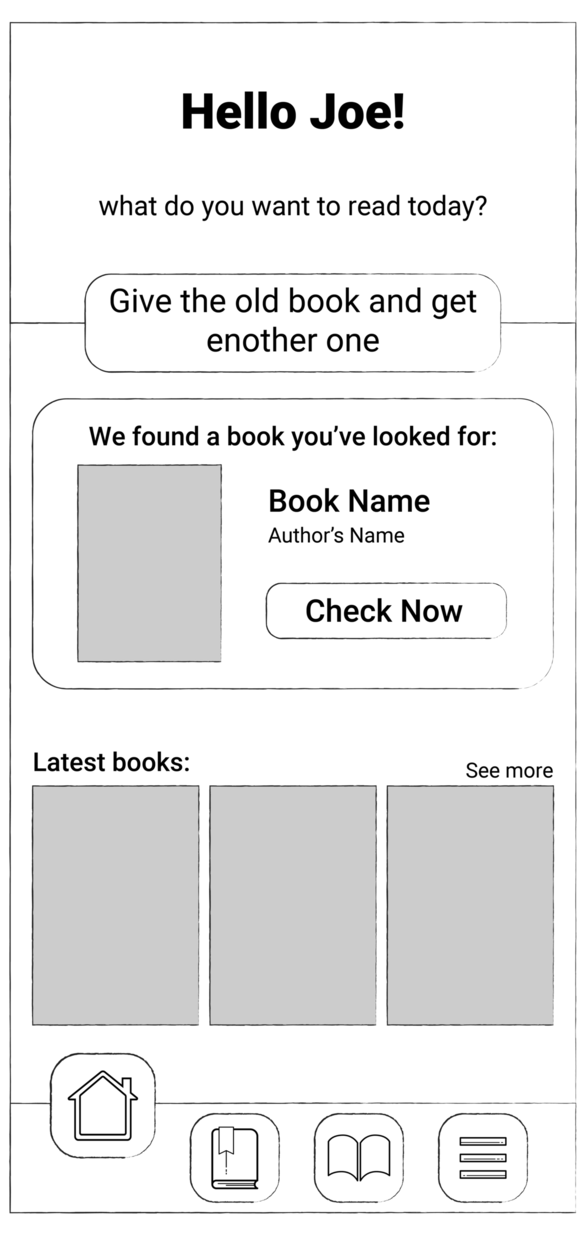 Hello Joe!
what do you want to read today?
Give the old book and get
enother one
We found a book you’ve looked for:
Book Name
Author’s Name
Check Now
Latest books:
See more